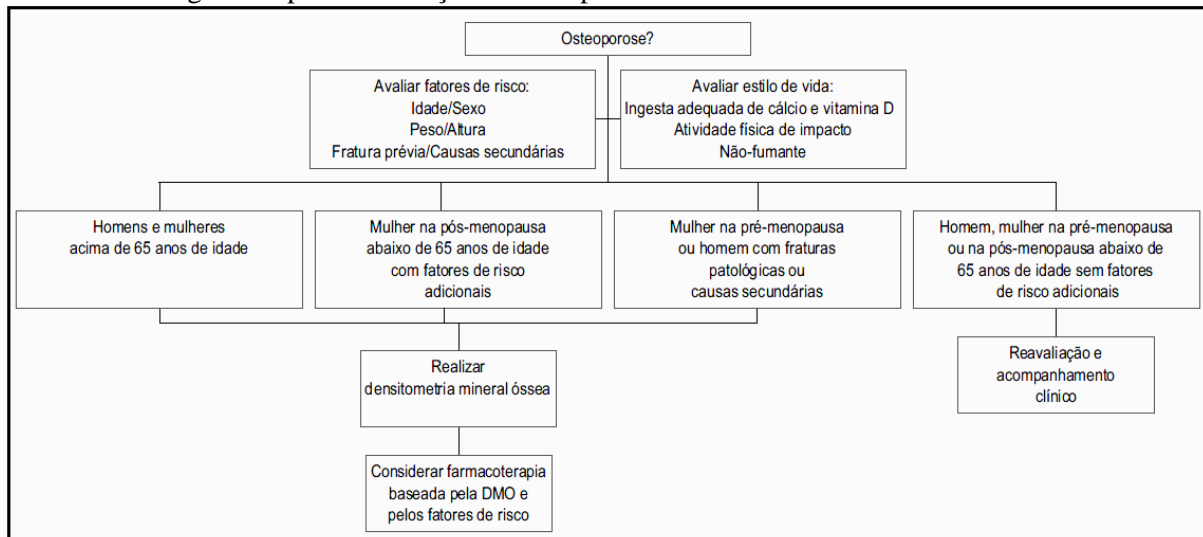 Osteoporose?
Avaliar fatores de risco:
Idade/Sexo
Peso/Altura
Fratura prévia/Causas secundárias
Avaliar estilo de vida:
Ingesta adequada de cálcio e vitamina D
Atividade física de impacto
Não-fumante
Homens e mulheres
acima de 65 anos de idade
Mulher na pós-menopausa
abaixo de 65 anos de idade
com fatores de risco
adicionais
Mulher na pré-menopausa
ou homem com fraturas
patológicas ou
causas secundárias
Homem, mulher na pré-menopausa
ou na pós-menopausa abaixo de
65 anos de idade sem fatores
de risco adicionais
Realizar
densitometria mineral óssea
Reavaliação e
acompanhamento
clínico
Considerar farmacoterapia
baseada pela DMO e
pelos fatores de risco